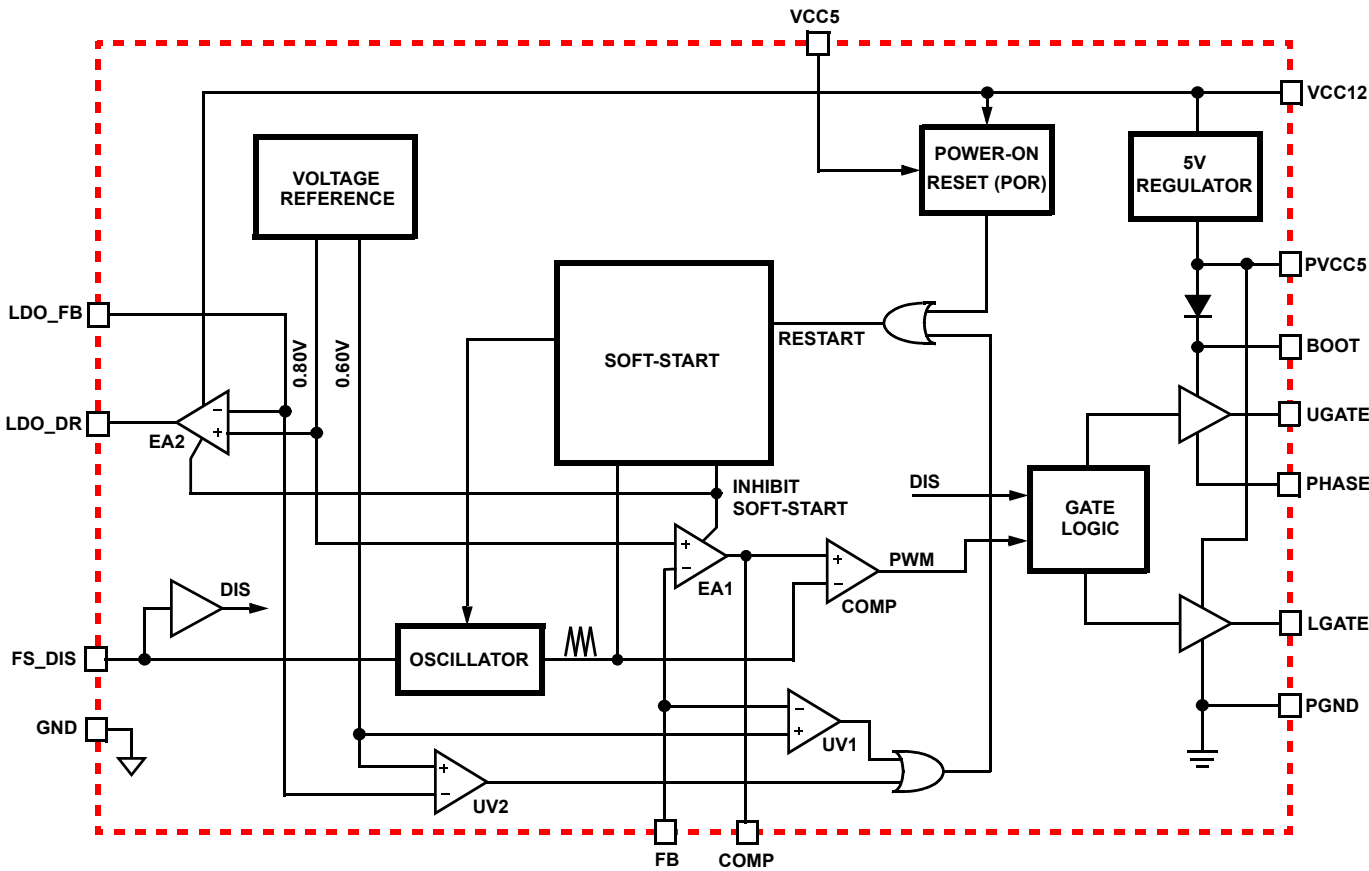 VCC5
VCC12
POWER-ON
RESET (POR)
5V
REGULATOR
VOLTAGE
REFERENCE
PVCC5
LDO_FB
0.80V
0.60V
SOFT-START
RESTART
BOOT
LDO_DR
-
+
EA2
UGATE
INHIBIT
SOFT-START
DIS
PHASE
GATE
LOGIC
+
-
EA1
+
-
COMP
PWM
DIS
LGATE
FS_DIS
OSCILLATOR
GND
-
+
UV1
PGND
+
-
UV2
FB
COMP